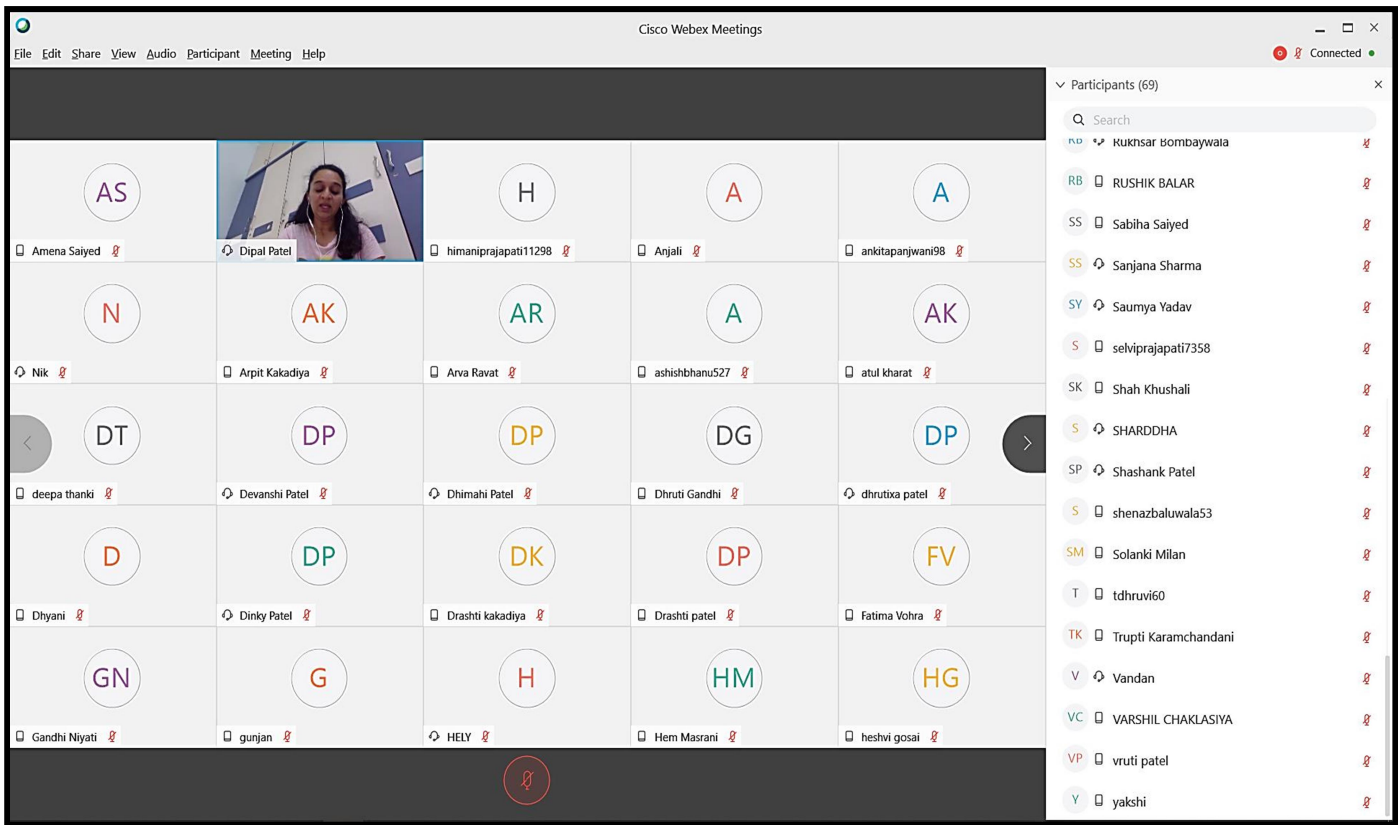 Cisco Webex Meetings
File Edit Share View Audio Participant Meeting Help
Connected
AS
H
A
A
Amena Saiyed
Dipal Patel
himaniprajapati11298
Anjali
ankitapanjwani98
N
AK
AR
A
AK
Nik
Arpit Kakadiya
Arva Ravat
ashishbhanu527
atul kharat
DT
DP
DP
DG
DP
deepa thanki
Devanshi Patel
Dhimahi Patel
Dhruti Gandhi
dhrutixa patel
D
DP
DK
DP
FV
Dhyani
Dinky Patel
Drashti kakadiya
Drashti patel
Fatima Vohra
GN
G
H
HM
HG
Gandhi Niyati
gunjan
HELY
Hem Masrani
heshvi gosai
Participants (69)
Search
RB Rukhsar Bombaywala
RB RUSHIK BALAR
SS Sabiha Saiyed
SS Sanjana Sharma
SY Saumya Yadav
S selviprajapati7358
SK Shah Khushali
S SHARDDHA
SP Shashank Patel
S shenazbaluwala53
SM Solanki Milan
T tdhruvi60
TK Trupti Karamchandani
V Vandan
VC VARSHIL CHAKLASIYA
VP vruti patel
Y yakshi